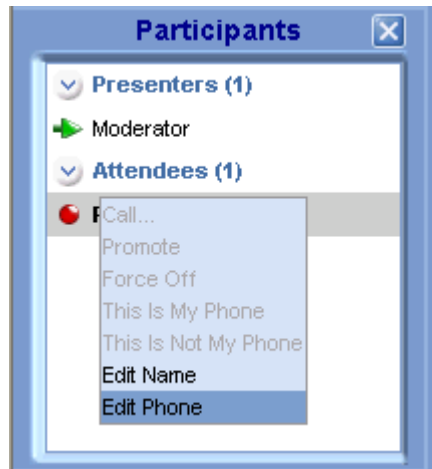 Participants
Presenters (1)
Moderator
Attendees (1)
Call...
Promote
Force Off
This Is My Phone
This Is Not My Phone
Edit Name
Edit Phone